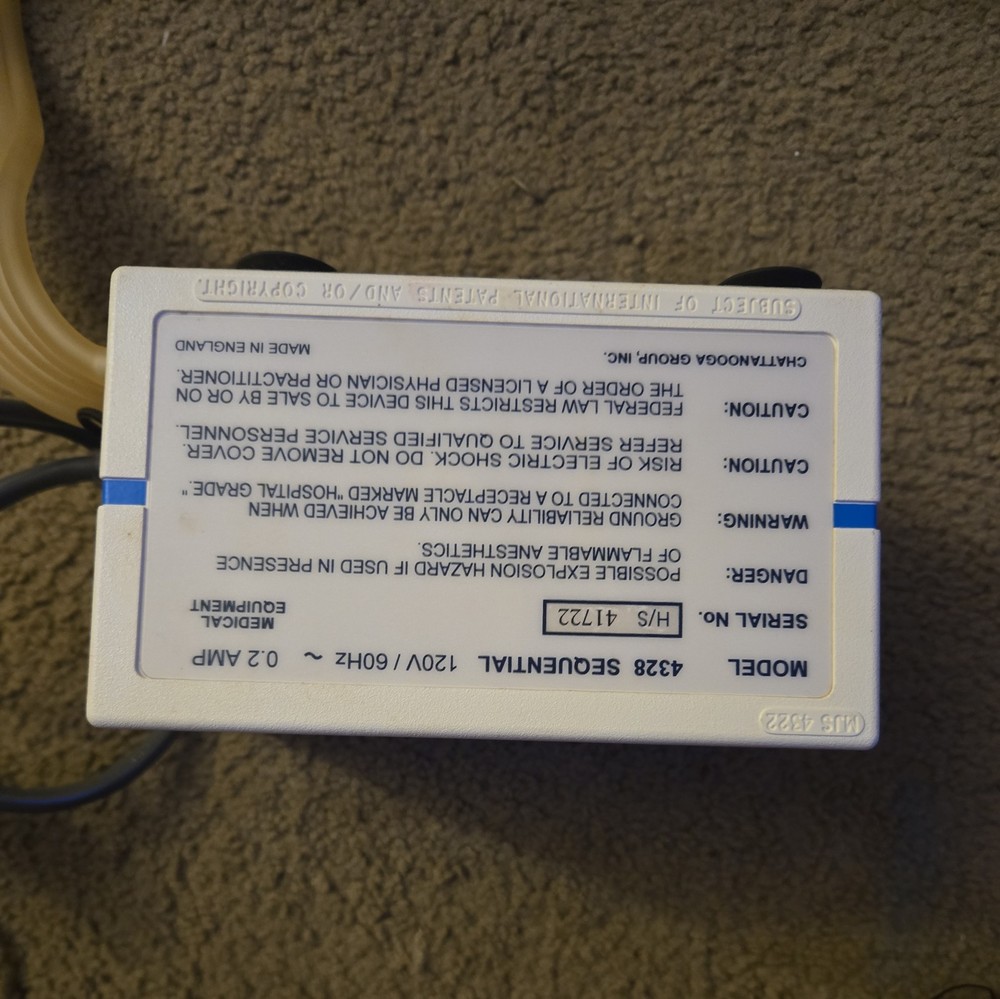 MJS 4322
MODEL 4328 SEQUENTIAL 120V / 60Hz ~ 0.2 AMP
SERIAL No. H/S 41722 MEDICAL EQUIPMENT
DANGER: POSSIBLE EXPLOSION HAZARD IF USED IN PRESENCE
OF FLAMMABLE ANESTHETICS.
WARNING: GROUND RELIABILITY CAN ONLY BE ACHIEVED WHEN
CONNECTED TO A RECEPTACLE MARKED "HOSPITAL GRADE."
CAUTION: RISK OF ELECTRIC SHOCK. DO NOT REMOVE COVER.
REFER SERVICE TO QUALIFIED SERVICE PERSONNEL.
CAUTION: FEDERAL LAW RESTRICTS THIS DEVICE TO SALE BY OR ON
THE ORDER OF A LICENSED PHYSICIAN OR PRACTITIONER.
CHATTANOOGA GROUP, INC. MADE IN ENGLAND
SUBJECT OF INTERNATIONAL PATENTS AND/OR COPYRIGHT.